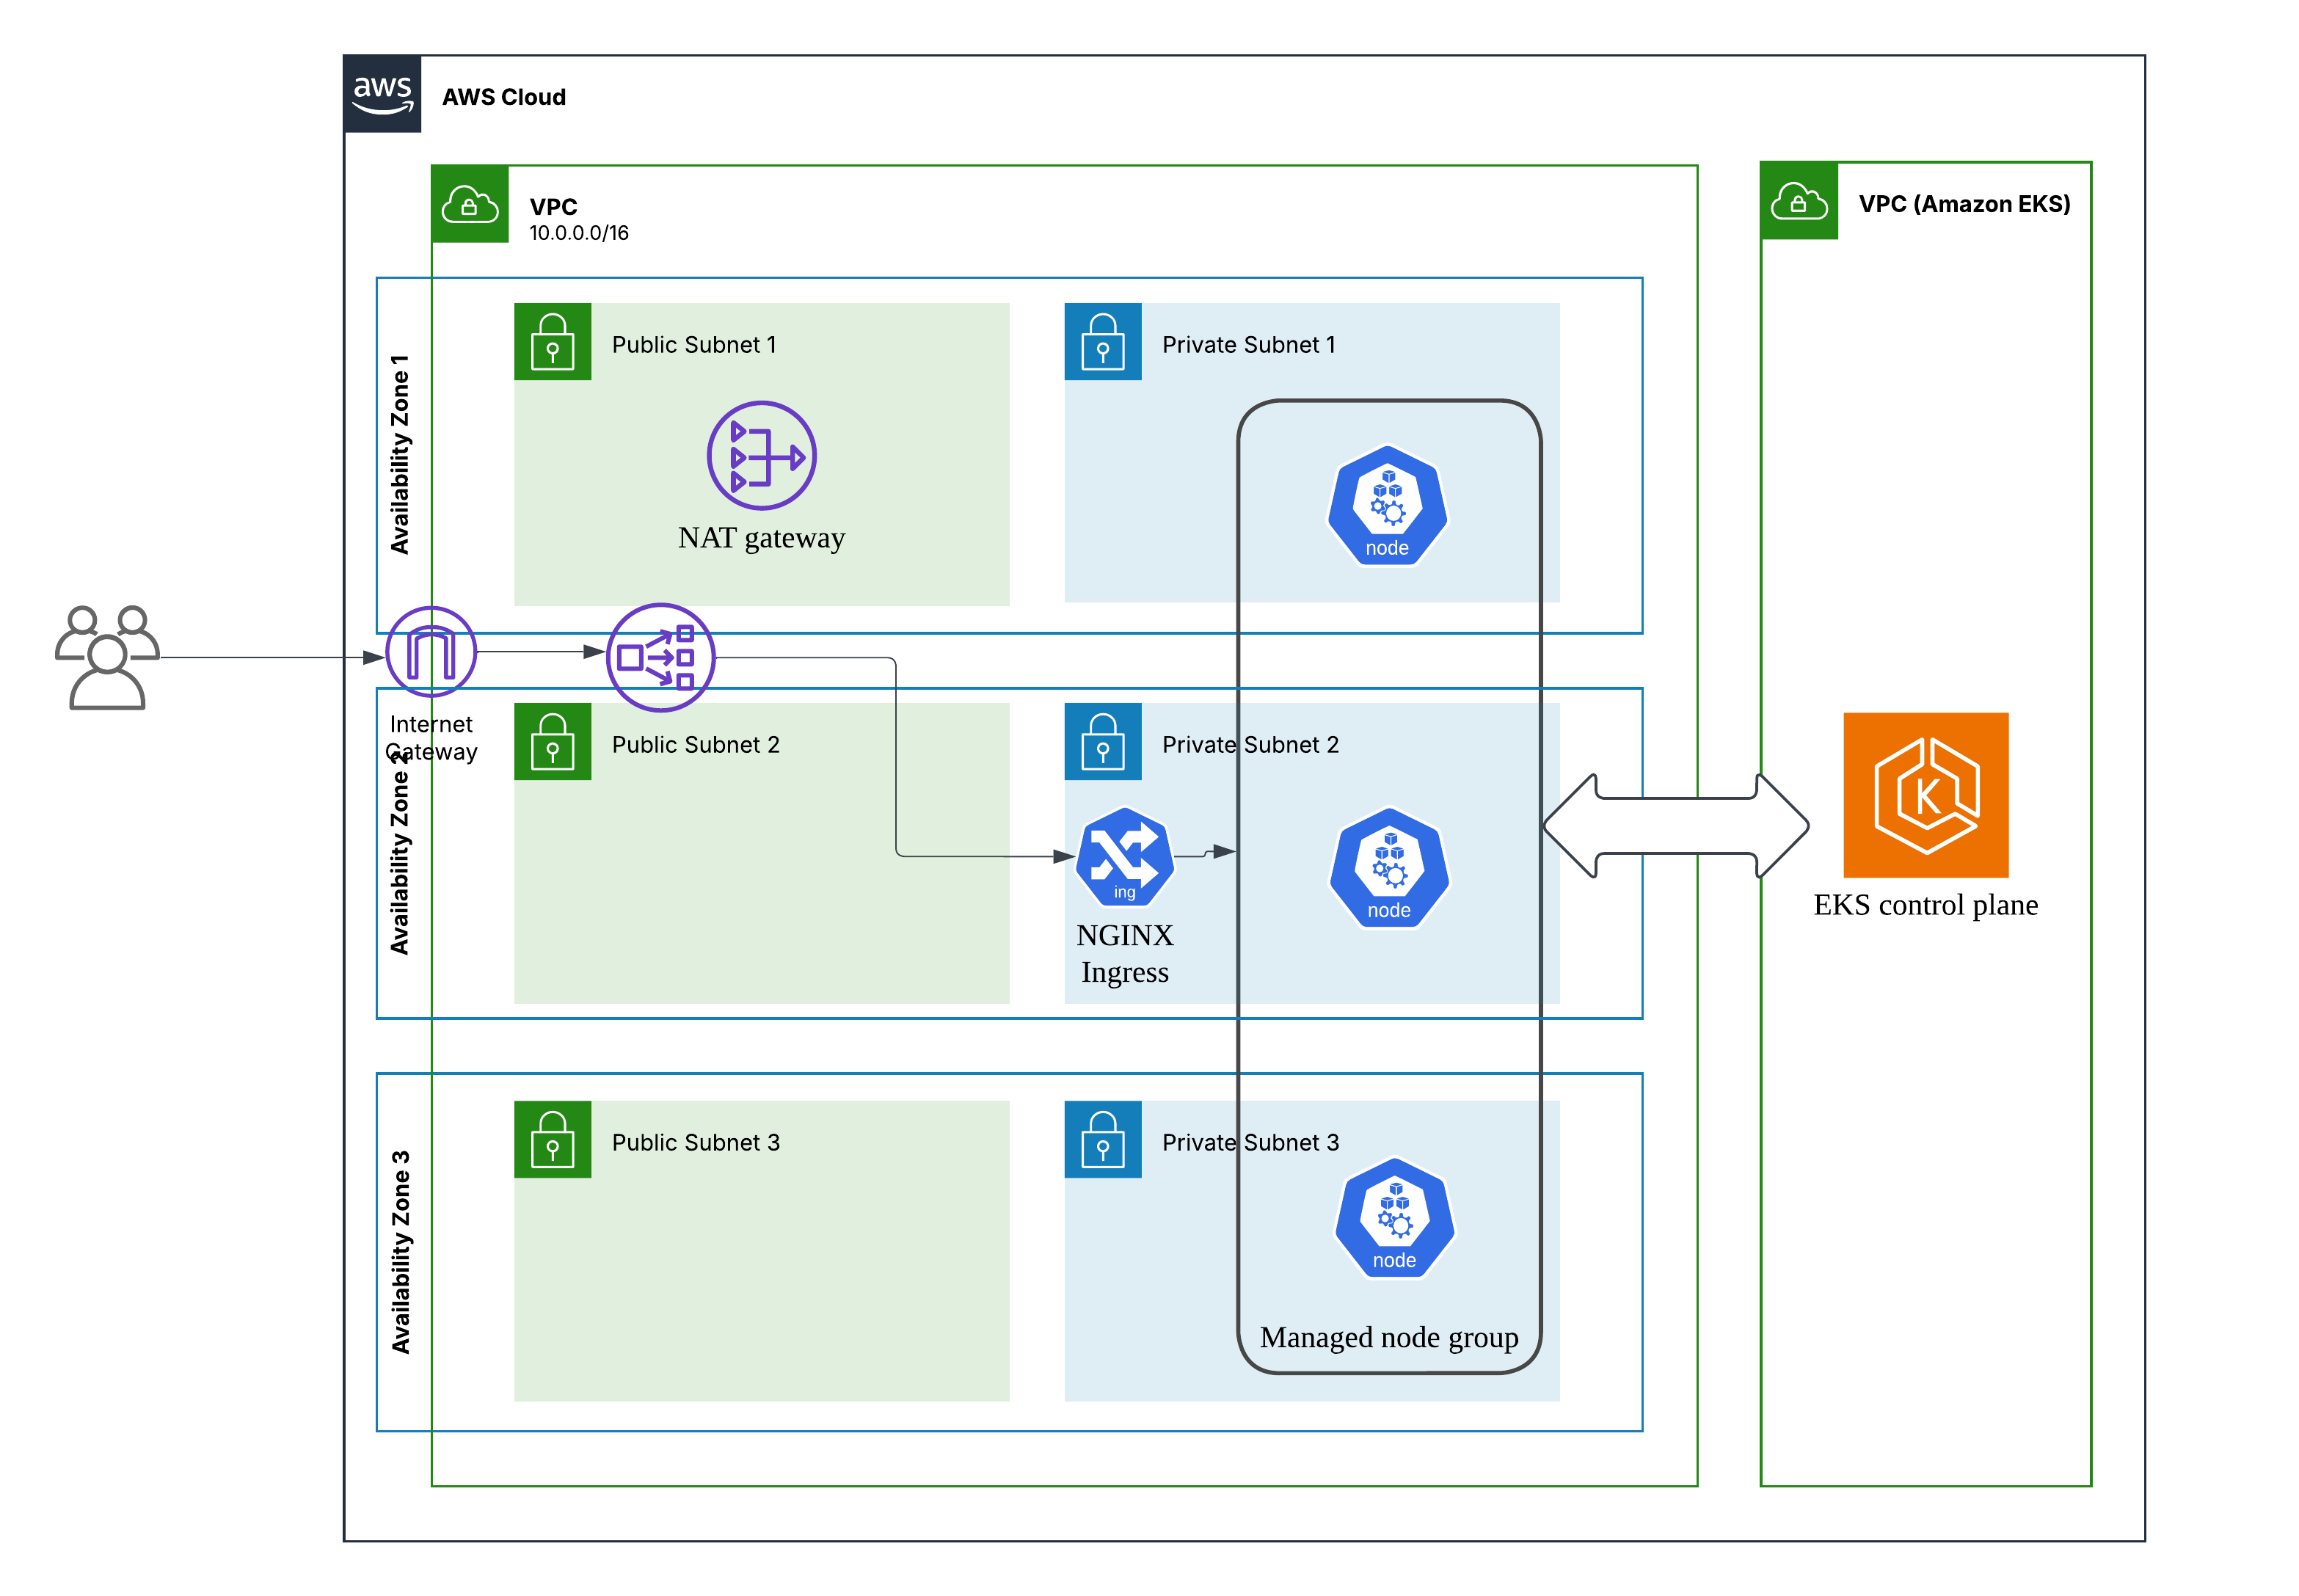 aws
AWS Cloud
VPC
10.0.0.0/16
VPC (Amazon EKS)
Availability Zone 1
Public Subnet 1
NAT gateway
Private Subnet 1
node
Internet
Gateway
Availability Zone 2
Public Subnet 2
Private Subnet 2
ing
NGINX
Ingress
node
K
EKS control plane
Availability Zone 3
Public Subnet 3
Private Subnet 3
node
Managed node group